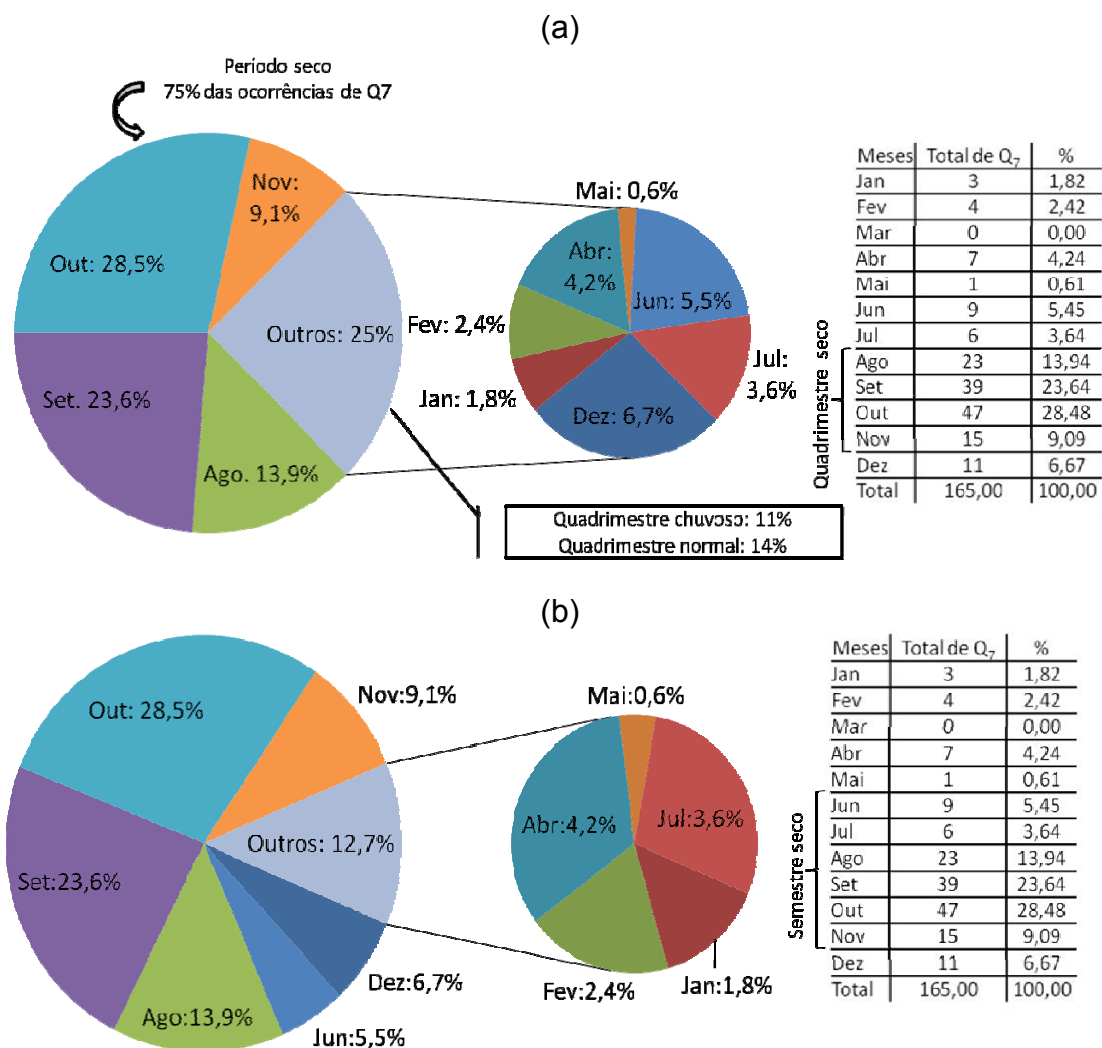 (a)
Período seco
75% das ocorrências de Q7
Nov:
9,1%
Out: 28,5%
Outros: 25%
Set. 23,6%
Ago. 13,9%
Mai: 0,6%
Abr:
4,2%
Jun: 5,5%
Fev: 2,4%
Jul:
3,6%
Jan: 1,8%
Dez: 6,7%
Quadrimestre chuvoso: 11%
Quadrimestre normal: 14%
Quadrimestre seco
Meses Total de Q7 %
Jan 3 1,82
Fev 4 2,42
Mar 0 0,00
Abr 7 4,24
Mai 1 0,61
Jun 9 5,45
Jul 6 3,64
Ago 23 13,94
Set 39 23,64
Out 47 28,48
Nov 15 9,09
Dez 11 6,67
Total 165,00 100,00
(b)
Nov:9,1%
Out: 28,5%
Outros: 12,7%
Set:23,6%
Dez:6,7%
Ago:13,9%
Jun:5,5%
Mai:0,6%
Abr:4,2%
Jul:3,6%
Fev:2,4%
Jan:1,8%
Semestre seco
Meses Total de Q7 %
Jan 3 1,82
Fev 4 2,42
Mar 0 0,00
Abr 7 4,24
Mai 1 0,61
Jun 9 5,45
Jul 6 3,64
Ago 23 13,94
Set 39 23,64
Out 47 28,48
Nov 15 9,09
Dez 11 6,67
Total 165,00 100,00